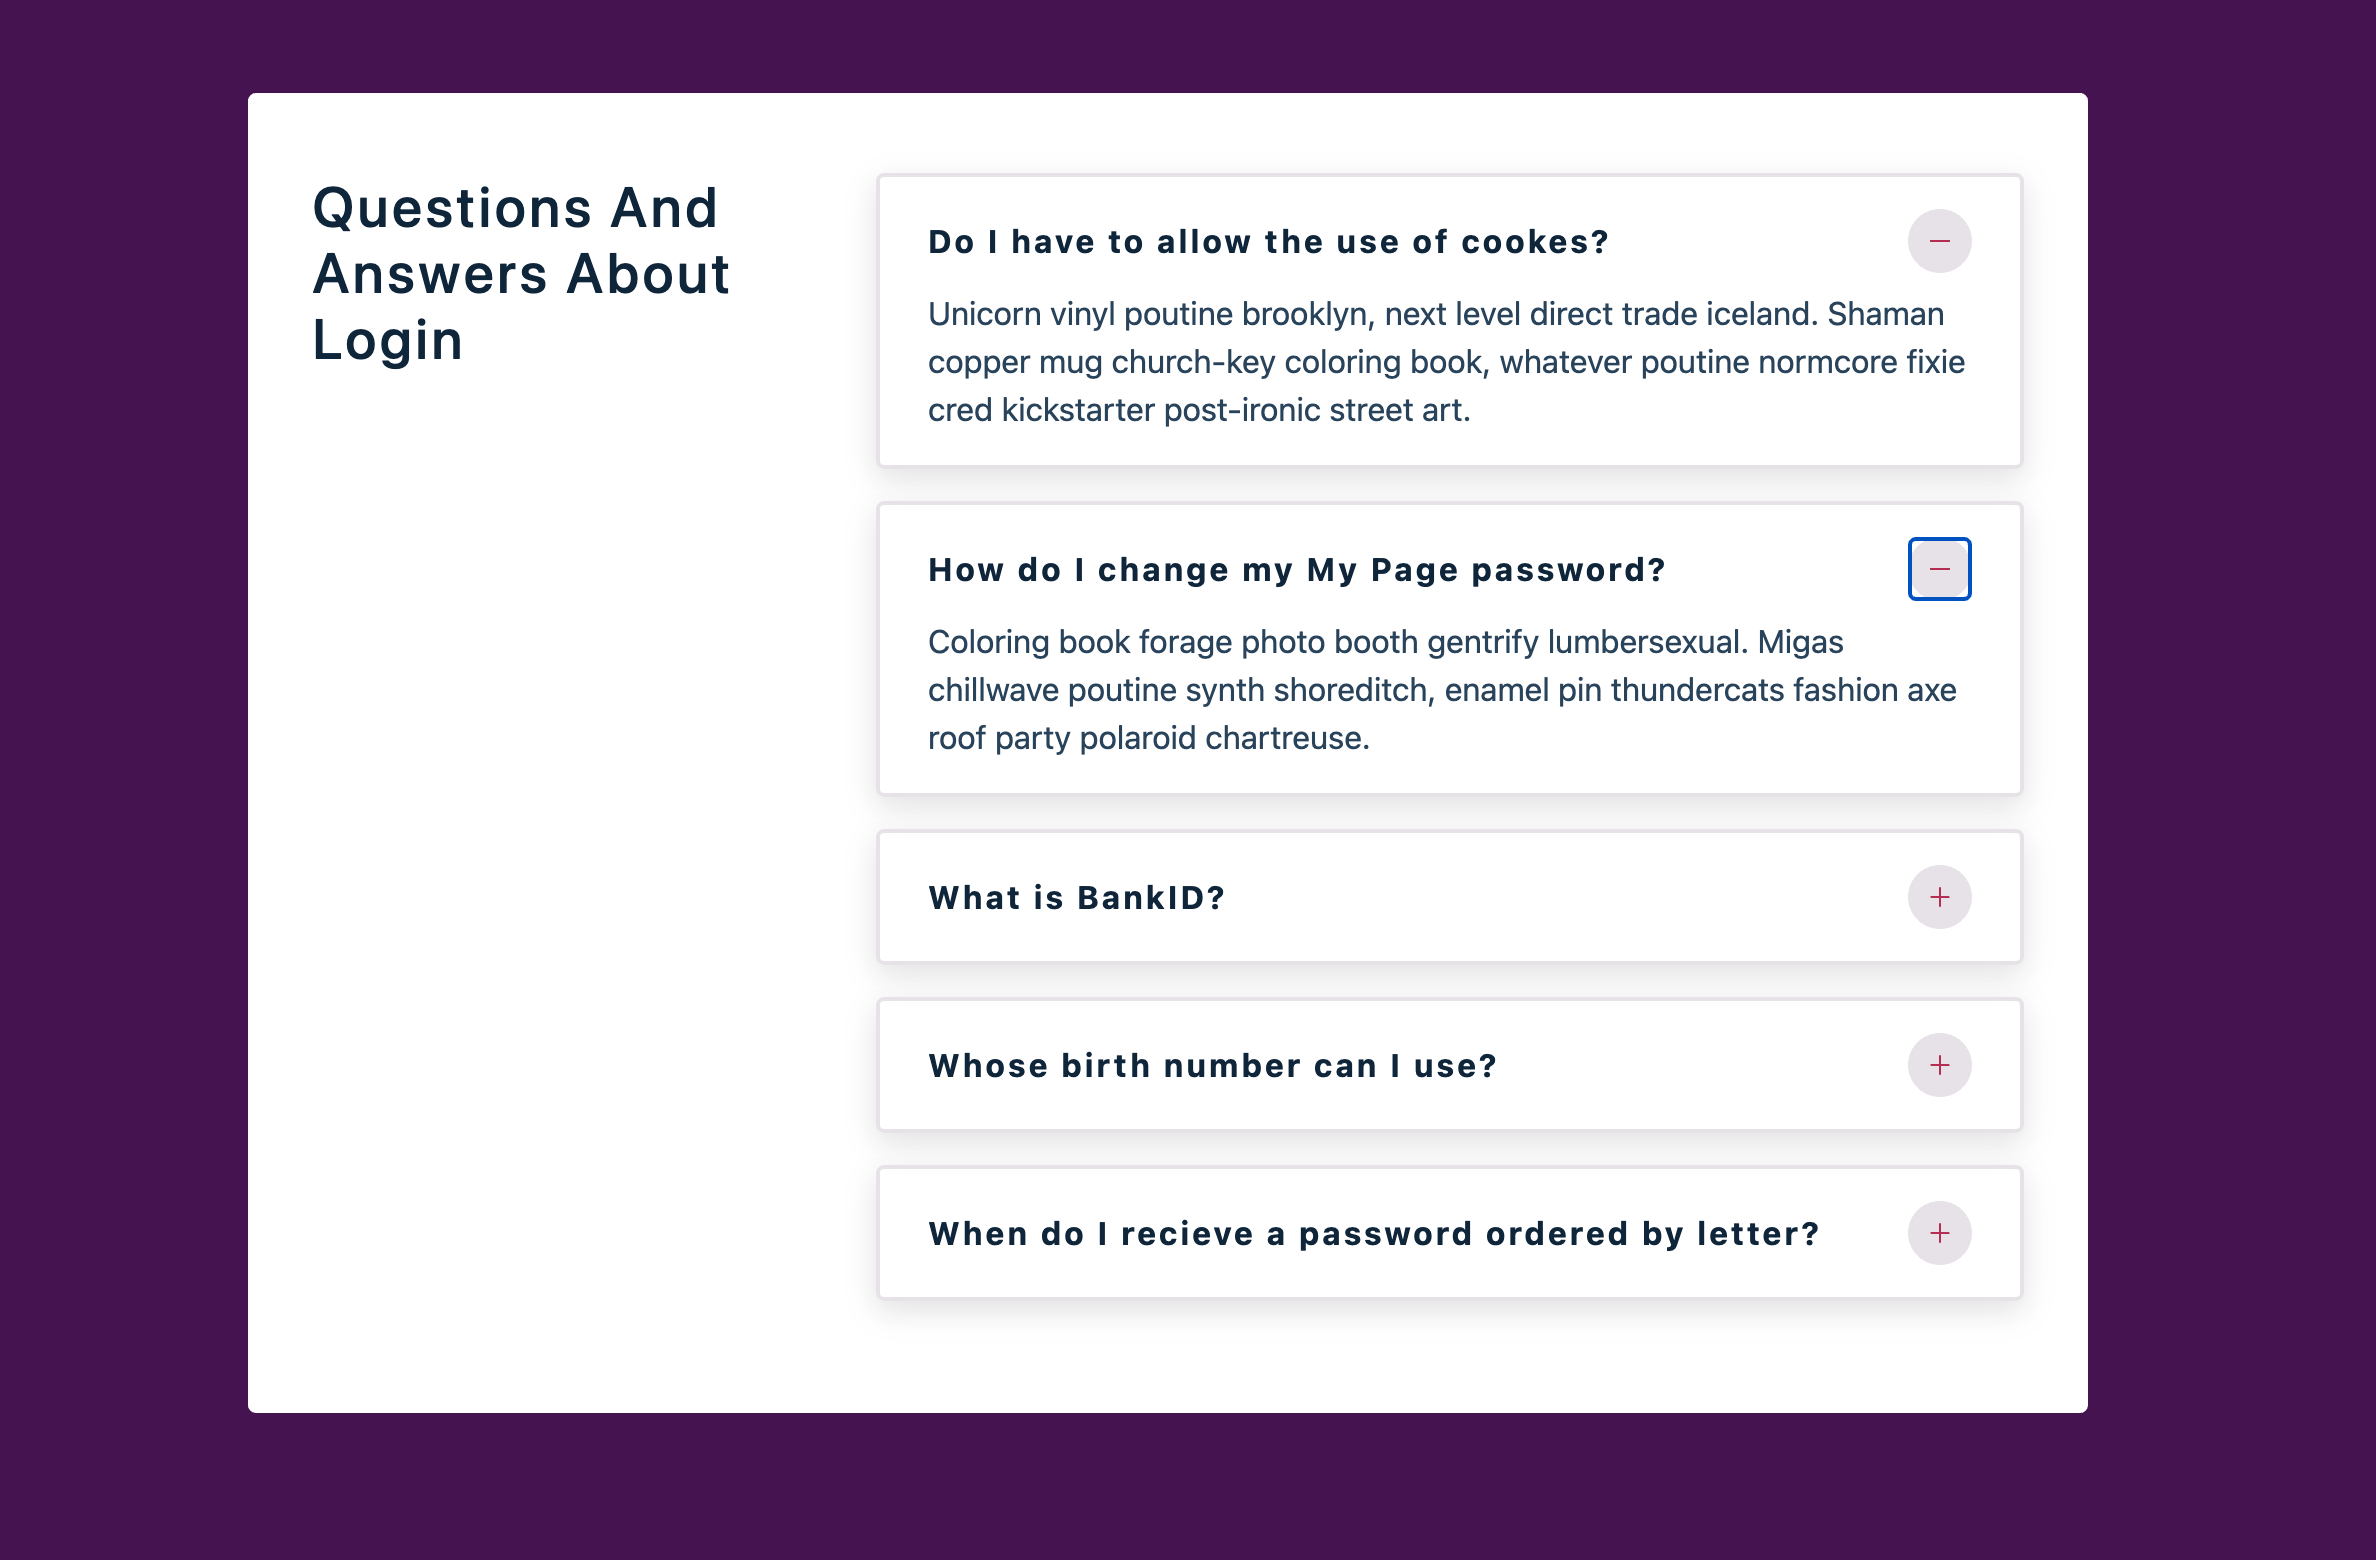 Questions And
Answers About
Login
Do I have to allow the use of cookes?
Unicorn vinyl poutine brooklyn, next level direct trade iceland. Shaman
copper mug church-key coloring book, whatever poutine normcore fixie
cred kickstarter post-ironic street art.
How do I change my My Page password?
Coloring book forage photo booth gentrify lumbersexual. Migas
chillwave poutine synth shoreditch, enamel pin thundercats fashion axe
roof party polaroid chartreuse.
What is BankID?
Whose birth number can I use?
When do I recieve a password ordered by letter?